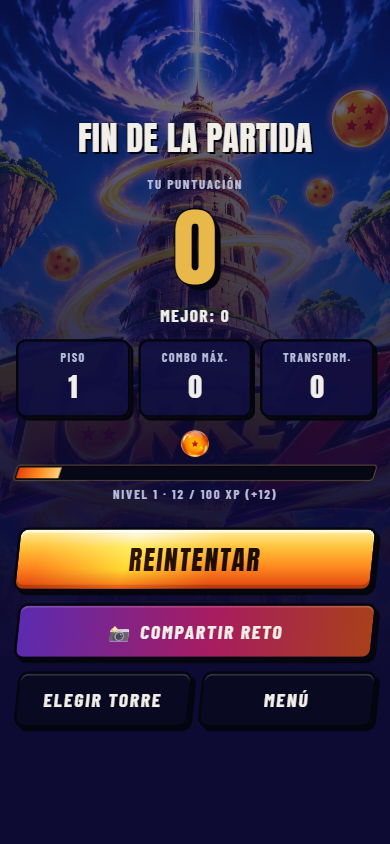 FIN DE LA PARTIDA
TU PUNTUACIÓN
0
MEJOR: 0
PISO
COMBO MÁX.
TRANSFORM.
1
0
0
NIVEL 1 · 12 / 100 XP (+12)
REINTENTAR
COMPARTIR RETO
ELEGIR TORRE
MENÚ